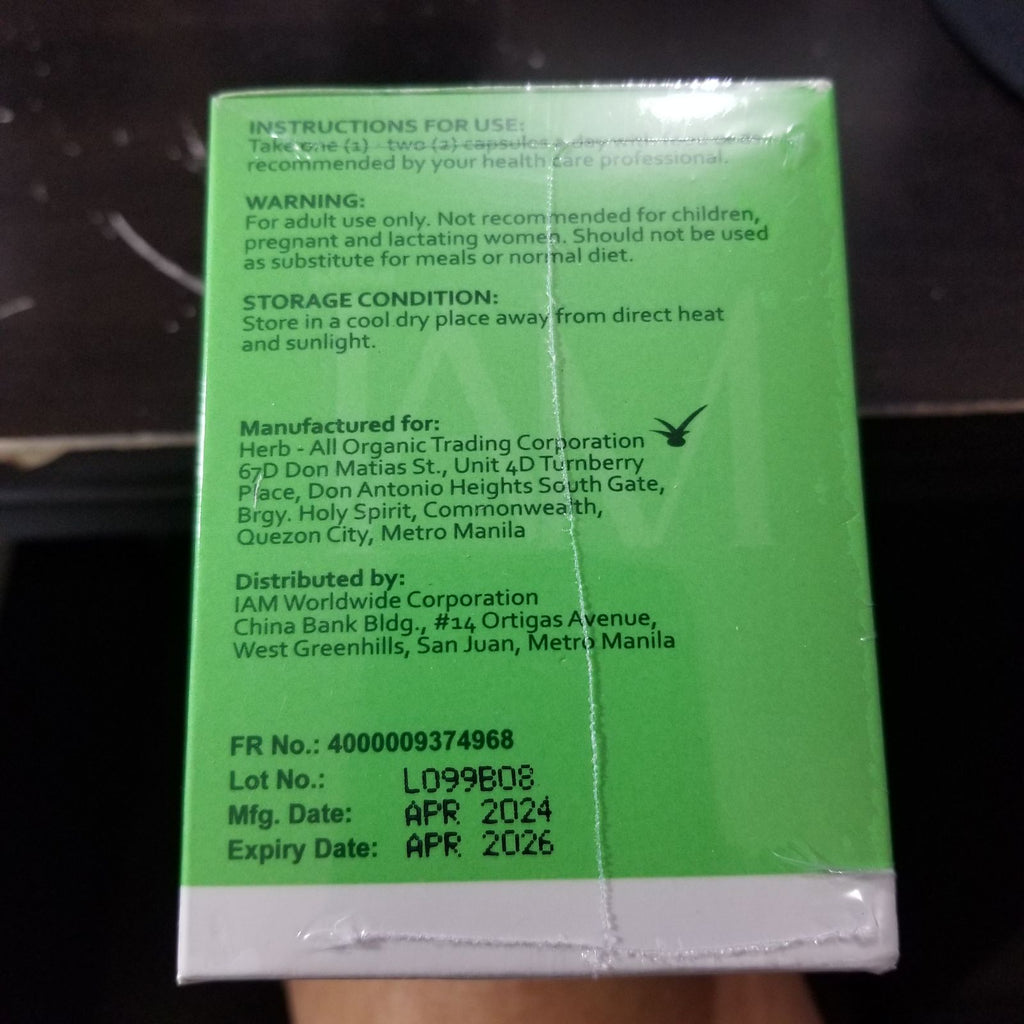 INSTRUCTIONS FOR USE:
Take one (1) - two (2) capsules a day
recommended by your health care professional.
WARNING:
For adult use only. Not recommended for children,
pregnant and lactating women. Should not be used
as substitute for meals or normal diet.
STORAGE CONDITION:
Store in a cool dry place away from direct heat
and sunlight.
IAM
Manufactured for:
Herb - All Organic Trading Corporation
67D Don Matias St., Unit 4D Turnberry
Place, Don Antonio Heights South Gate,
Brgy. Holy Spirit, Commonwealth,
Quezon City, Metro Manila
Distributed by:
IAM Worldwide Corporation
China Bank Bldg., #14 Ortigas Avenue,
West Greenhills, San Juan, Metro Manila
FR No.: 4000009374968
Lot No.: L099B08
Mfg. Date: APR 2024
Expiry Date: APR 2026